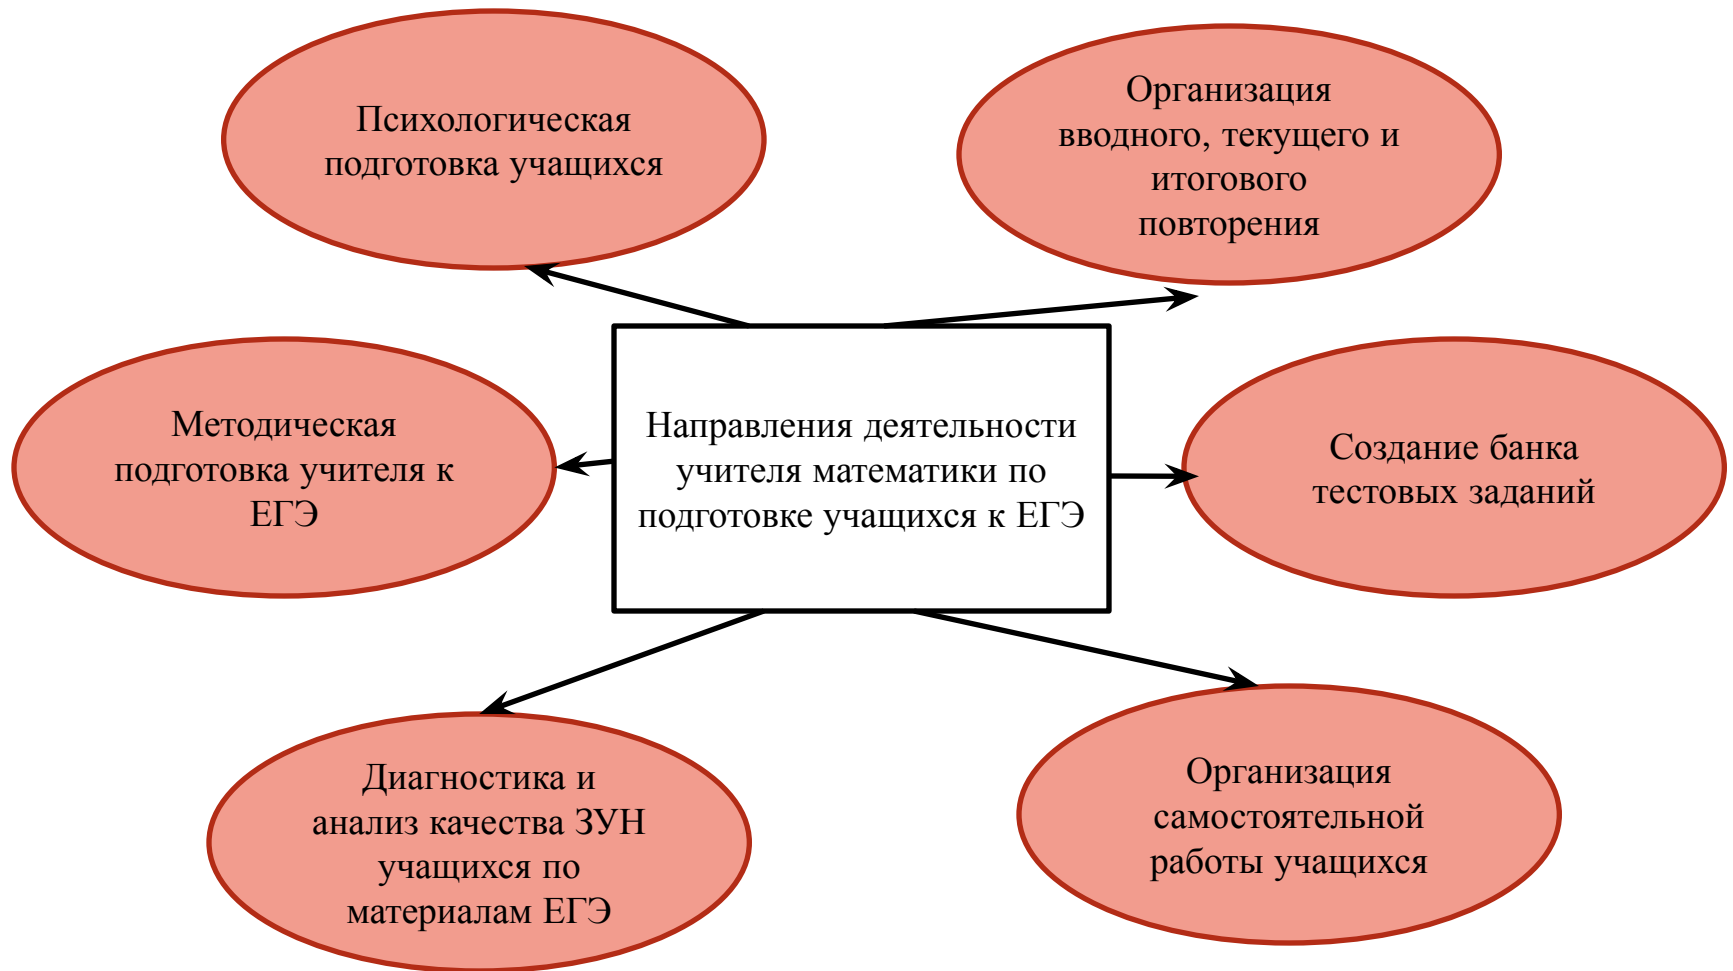 Психологическая
подготовка учащихся
Организация
вводного, текущего и
итогового
повторения
Методическая
подготовка учителя к
ЕГЭ
Направления деятельности
учителя математики по
подготовке учащихся к ЕГЭ
Создание банка
тестовых заданий
Диагностика и
анализ качества ЗУН
учащихся по
материалам ЕГЭ
Организация
самостоятельной
работы учащихся